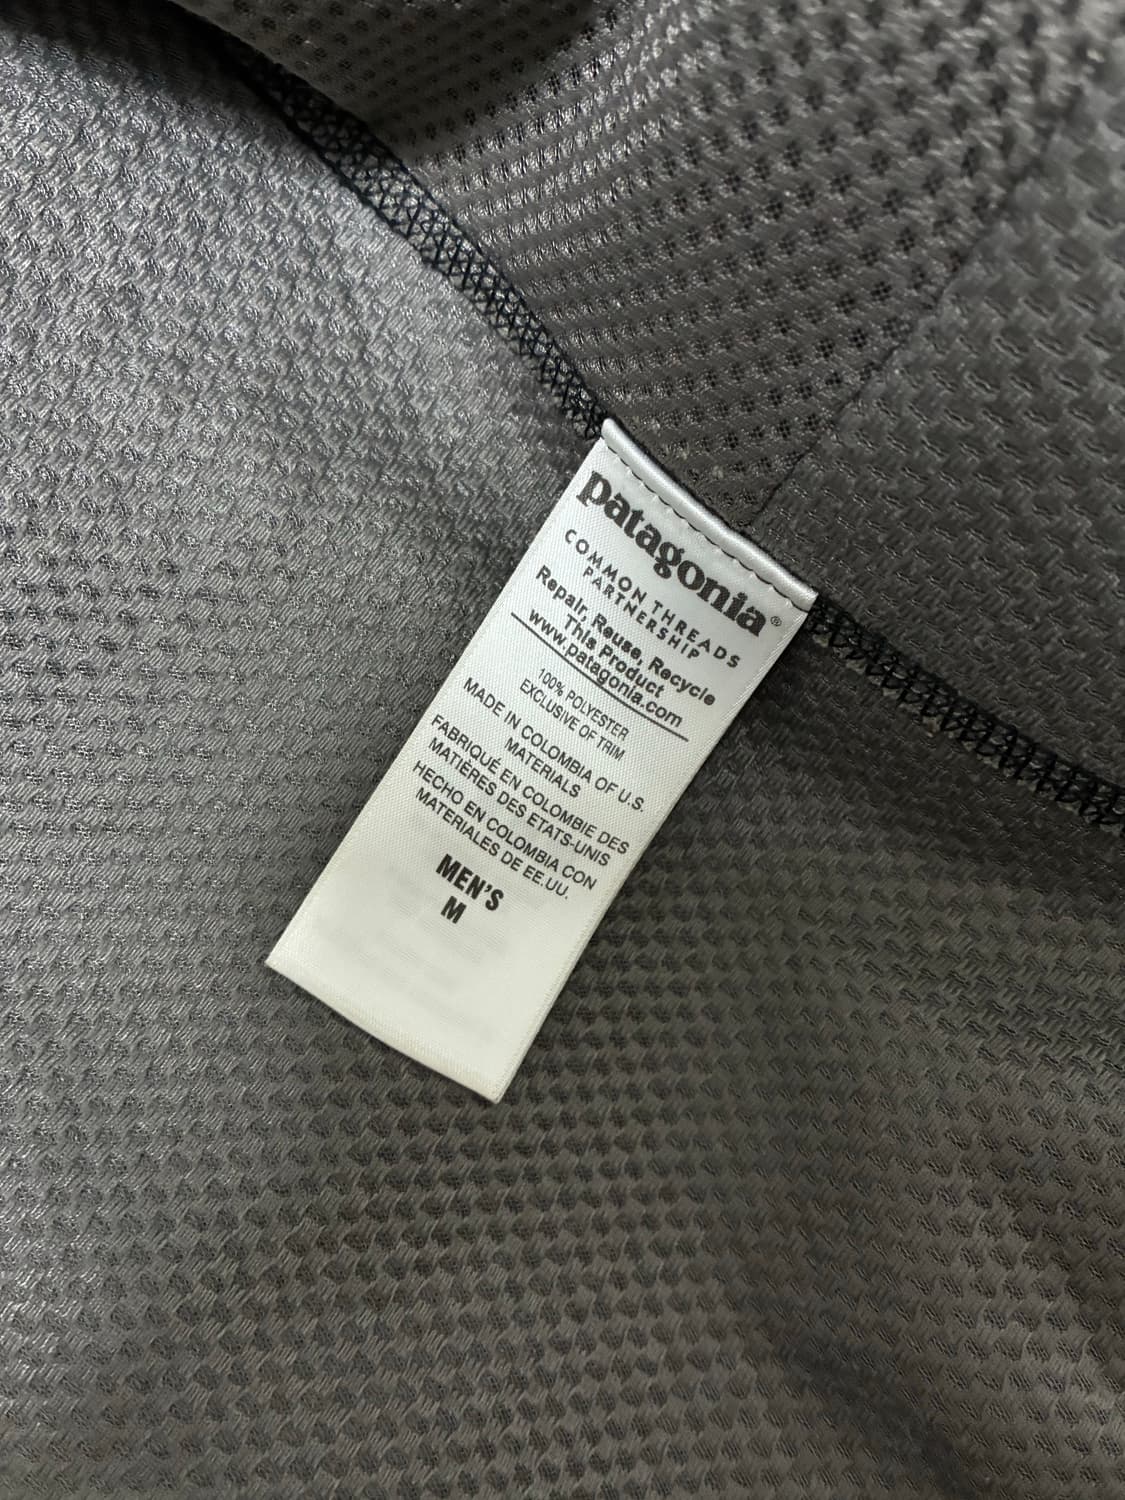 patagonia®
COMMON THREADS
PARTNERSHIP
Repair, Reuse, Recycle
This Product
www.patagonia.com
100% POLYESTER
EXCLUSIVE OF TRIM
MADE IN COLOMBIA OF U.S.
MATERIALS
FABRIQUÉ EN COLOMBIE DES
MATIÈRES DES ETATS-UNIS
HECHO EN COLOMBIA CON
MATERIALES DE EE.UU.
MEN'S
M